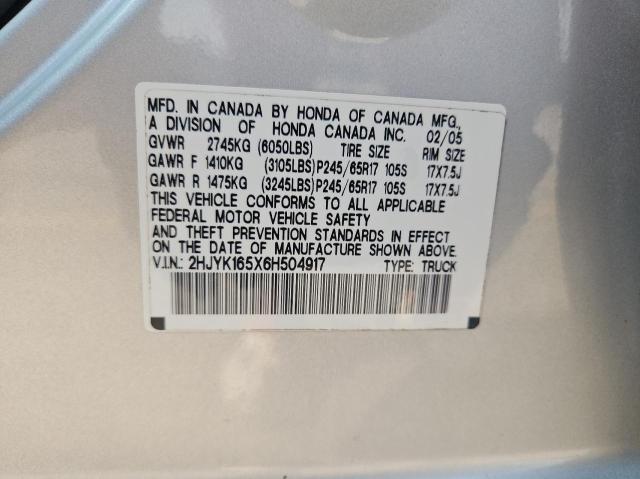 MFD. IN CANADA BY HONDA OF CANADA MFG.,
A DIVISION OF HONDA CANADA INC. 02/05
GVWR 2745KG (6050LBS) TIRE SIZE RIM SIZE
GAWR F 1410KG (3105LBS)P245/65R17 105S 17X7.5J
GAWR R 1475KG (3245LBS)P245/65R17 105S 17X7.5J
THIS VEHICLE CONFORMS TO ALL APPLICABLE
FEDERAL MOTOR VEHICLE SAFETY
AND THEFT PREVENTION STANDARDS IN EFFECT
ON THE DATE OF MANUFACTURE SHOWN ABOVE.
V.I.N.: 2HJYK165X6H504917 TYPE: TRUCK